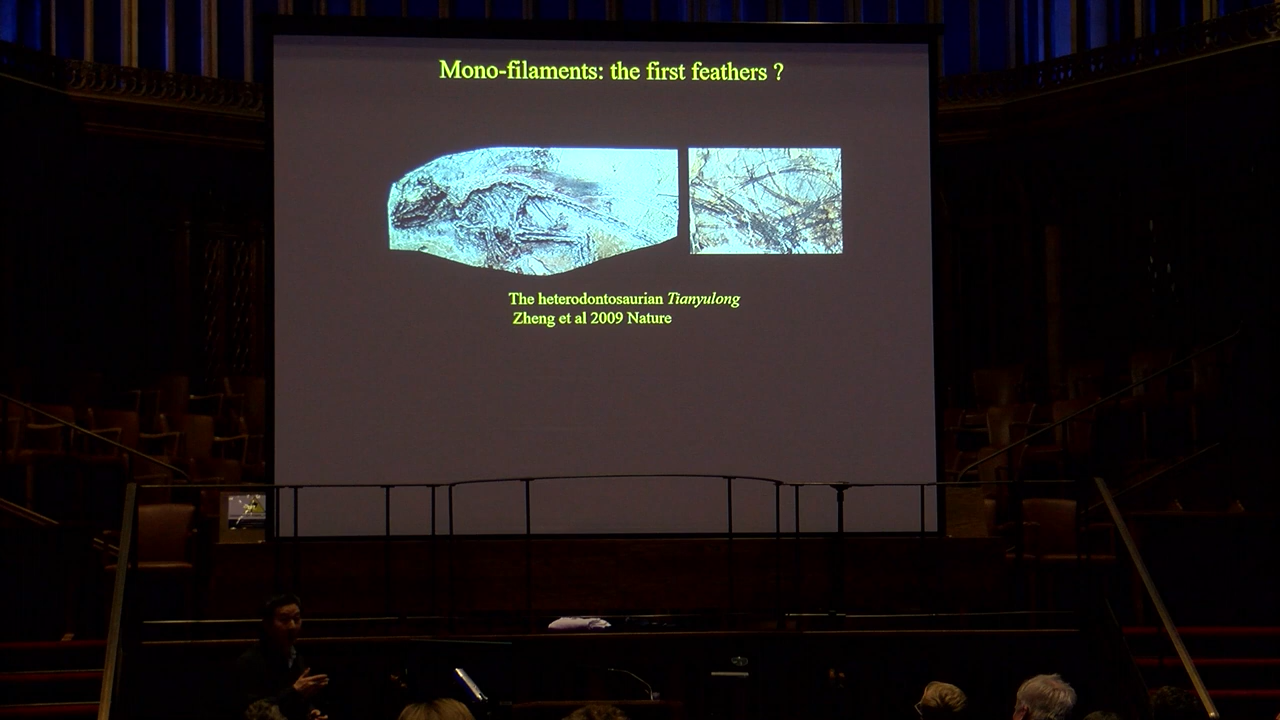 Mono-filaments: the first feathers ?
The heterodontosaurian Tianyulong
Zheng et al 2009 Nature